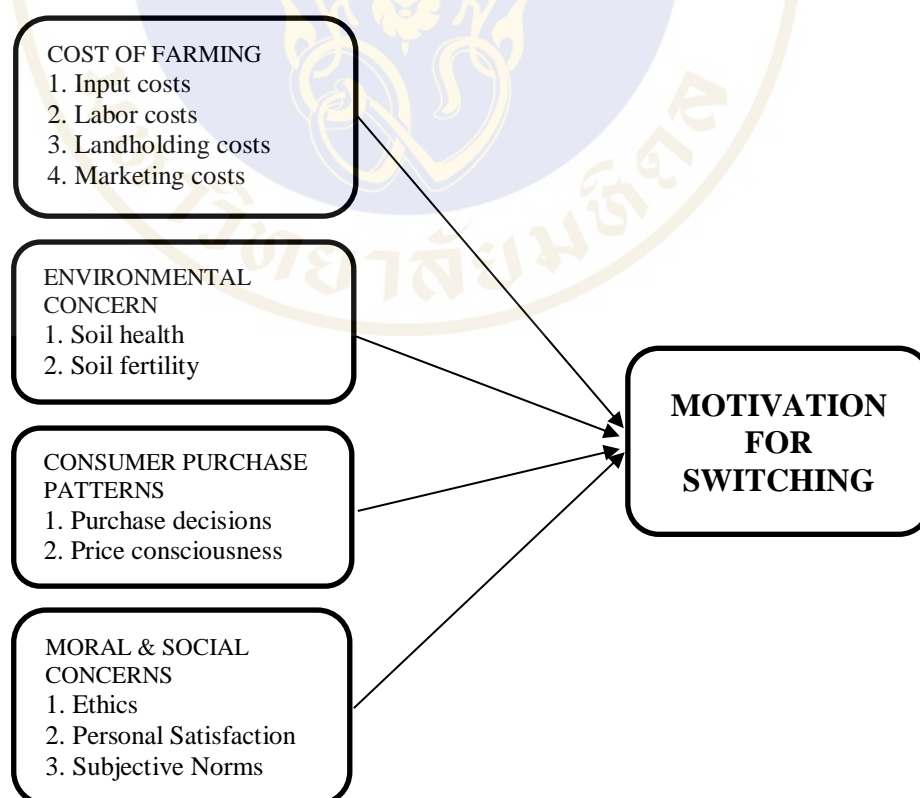 COST OF FARMING
1. Input costs
2. Labor costs
3. Landholding costs
4. Marketing costs
ENVIRONMENTAL
CONCERN
1. Soil health
2. Soil fertility
CONSUMER PURCHASE
PATTERNS
1. Purchase decisions
2. Price consciousness
MORAL & SOCIAL
CONCERNS
1. Ethics
2. Personal Satisfaction
3. Subjective Norms
MOTIVATION
FOR
SWITCHING